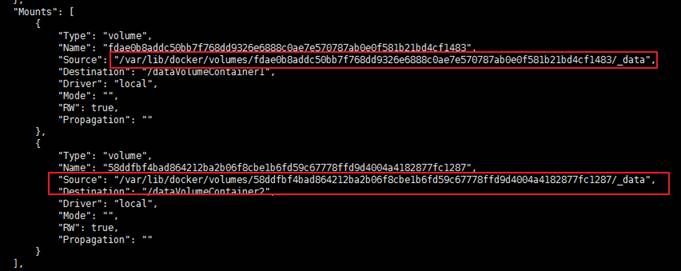 },
"Mounts": [
{
"Type": "volume",
"Name": "fdae0b8addc50bb7f768dd9326e6888c0ae7e570787ab0e0f581b21bd4cf1483",
"Source": "/var/lib/docker/volumes/fdae0b8addc50bb7f768dd9326e6888c0ae7e570787ab0e0f581b21bd4cf1483/_data",
"Destination": "/dataVolumeContainer1",
"Driver": "local",
"Mode": "",
"RW": true,
"Propagation": ""
},
{
"Type": "volume",
"Name": "58ddfbf4bad864212ba2b06f8cbe1b6fd59c67778ffd9d4004a4182877fc1287",
"Source": "/var/lib/docker/volumes/58ddfbf4bad864212ba2b06f8cbe1b6fd59c67778ffd9d4004a4182877fc1287/_data",
"Destination": "/dataVolumeContainer2",
"Driver": "local",
"Mode": "",
"RW": true,
"Propagation": ""
}
],